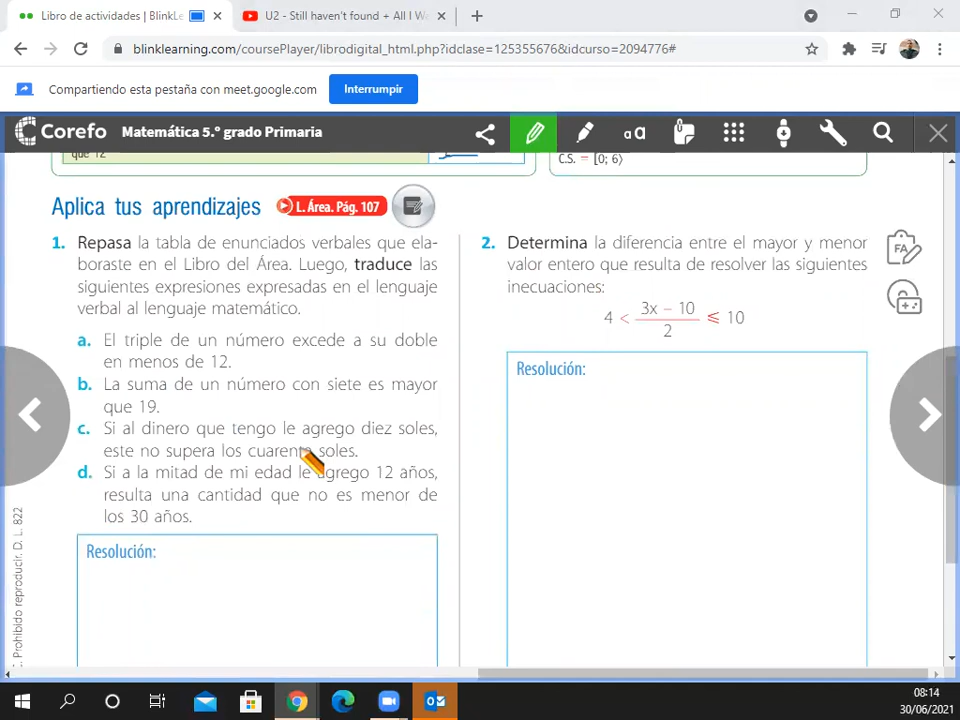 Libro de actividades | BlinkLe
U2 - Still haven't found + All I W
blinklearning.com/coursePlayer/librodigital_html.php?idclase=125355676&idcurso=2094776#
Compartiendo esta pestaña con meet.google.com
Interrumpir
Corefo
Matemática 5.° grado Primaria
aa
que 12
C.S. = [0; 6⟩
Aplica tus aprendizajes
L. Área. Pág. 107
1. Repasa la tabla de enunciados verbales que ela-
boraste en el Libro del Área. Luego, traduce las
siguientes expresiones expresadas en el lenguaje
verbal al lenguaje matemático.
a. El triple de un número excede a su doble
en menos de 12.
b. La suma de un número con siete es mayor
que 19.
c. Si al dinero que tengo le agrego diez soles,
este no supera los cuarenta soles.
d. Si a la mitad de mi edad le agrego 12 años,
resulta una cantidad que no es menor de
los 30 años.
Resolución:
2. Determina la diferencia entre el mayor y menor
valor entero que resulta de resolver las siguientes
inecuaciones:
4 < (3x – 10)/2 ⩽ 10
Resolución:
FA
. Prohibido reproducir. D. L. 822
08:14
30/06/2021